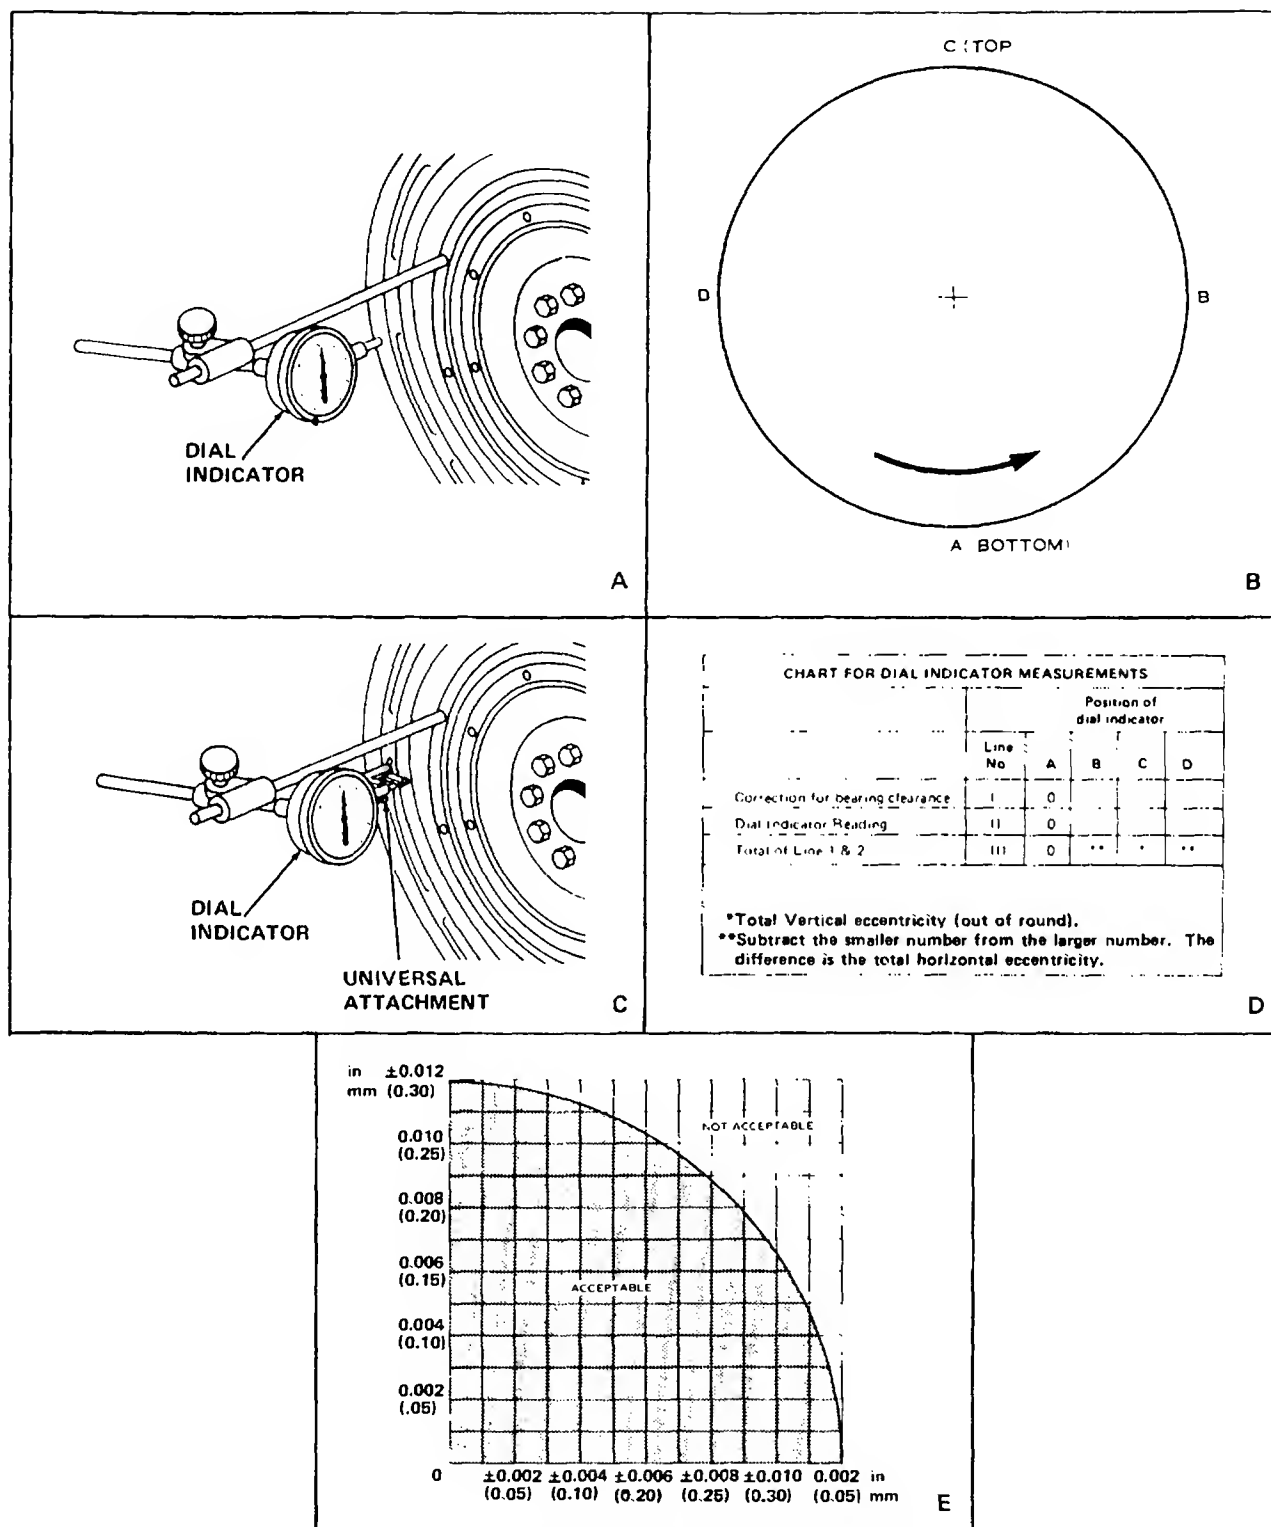 DIAL
INDICATOR
A
C (TOP
D
B
A (BOTTOM)
B
DIAL
INDICATOR
UNIVERSAL
ATTACHMENT
C
CHART FOR DIAL INDICATOR MEASUREMENTS
Position of
dial indicator
Line
No A B C D
Correction for bearing clearance I 0
Dial Indicator Reading II 0
Total of Line 1 & 2 III 0 ** * **
*Total Vertical eccentricity (out of round).
**Subtract the smaller number from the larger number. The
difference is the total horizontal eccentricity.
D
in ±0.012
mm (0.30)
0.010
(0.25)
0.008
(0.20)
0.006
(0.15)
0.004
(0.10)
0.002
(.05)
NOT ACCEPTABLE
ACCEPTABLE
0 ±0.002 ±0.004 ±0.006 ±0.008 ±0.010 0.002 in
(0.05) (0.10) (0.20) (0.25) (0.30) (0.05) mm
E